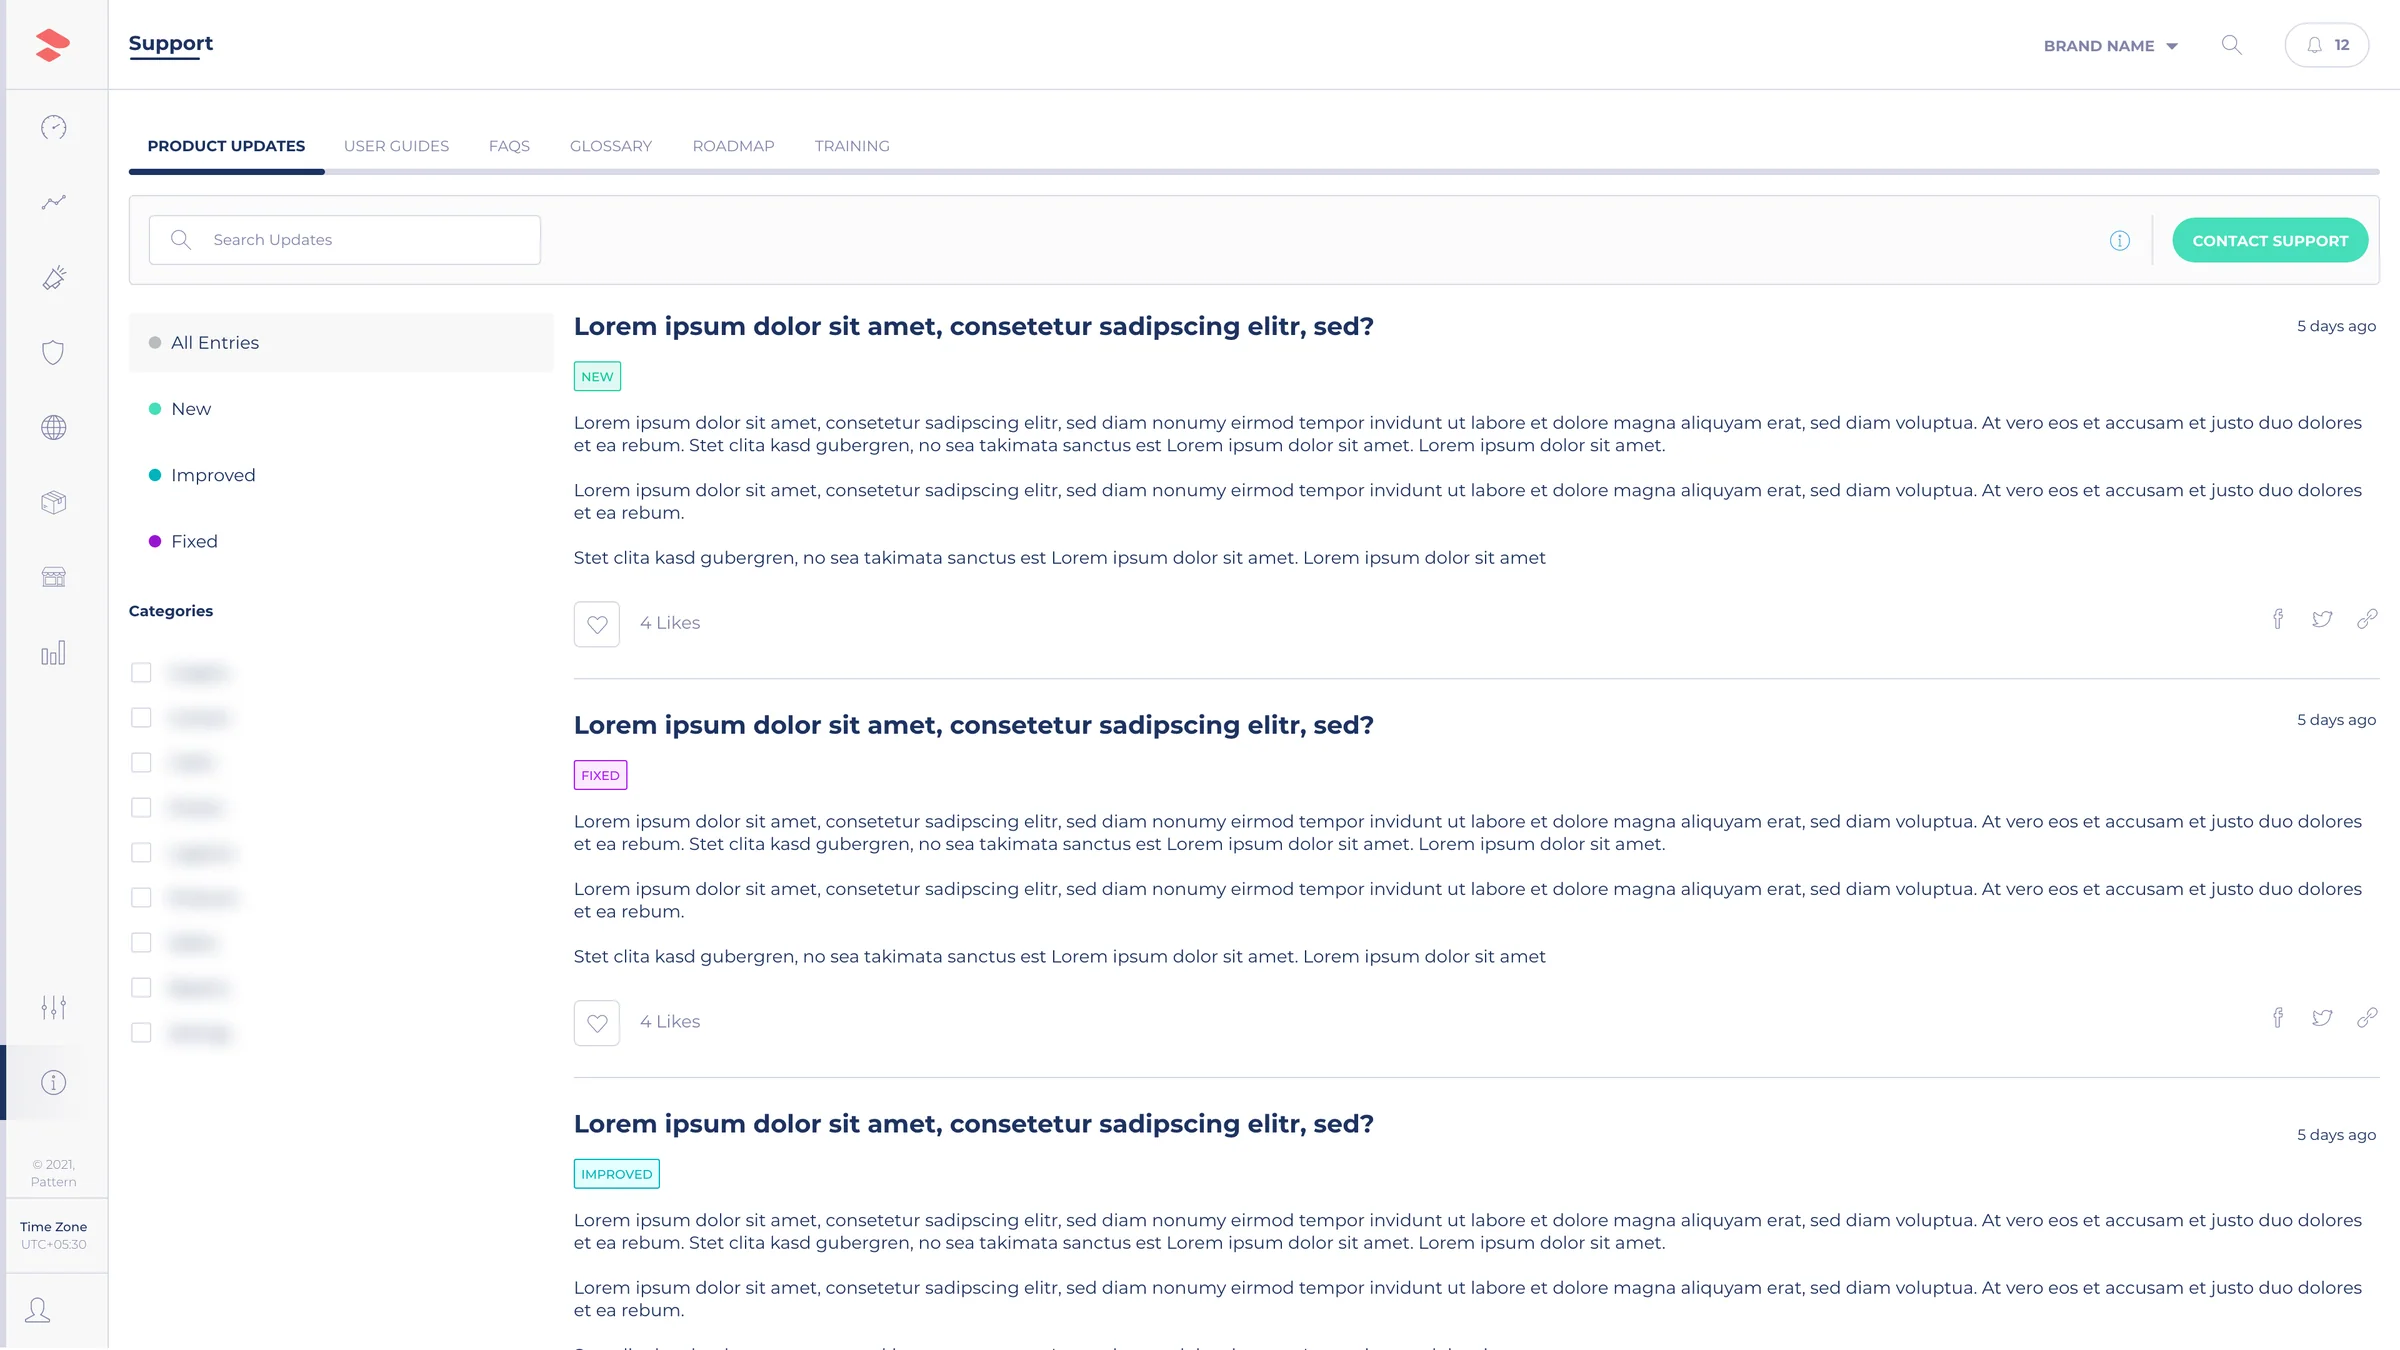 Support
BRAND NAME
12
PRODUCT UPDATES
USER GUIDES
FAQS
GLOSSARY
ROADMAP
TRAINING
Search Updates
CONTACT SUPPORT
All Entries
New
Improved
Fixed
Categories
Lorem ipsum dolor sit amet, consetetur sadipscing elitr, sed?
5 days ago
NEW
Lorem ipsum dolor sit amet, consetetur sadipscing elitr, sed diam nonumy eirmod tempor invidunt ut labore et dolore magna aliquyam erat, sed diam voluptua. At vero eos et accusam et justo duo dolores
et ea rebum. Stet clita kasd gubergren, no sea takimata sanctus est Lorem ipsum dolor sit amet. Lorem ipsum dolor sit amet.
Lorem ipsum dolor sit amet, consetetur sadipscing elitr, sed diam nonumy eirmod tempor invidunt ut labore et dolore magna aliquyam erat, sed diam voluptua. At vero eos et accusam et justo duo dolores
et ea rebum.
Stet clita kasd gubergren, no sea takimata sanctus est Lorem ipsum dolor sit amet. Lorem ipsum dolor sit amet
4 Likes
Lorem ipsum dolor sit amet, consetetur sadipscing elitr, sed?
5 days ago
FIXED
Lorem ipsum dolor sit amet, consetetur sadipscing elitr, sed diam nonumy eirmod tempor invidunt ut labore et dolore magna aliquyam erat, sed diam voluptua. At vero eos et accusam et justo duo dolores
et ea rebum. Stet clita kasd gubergren, no sea takimata sanctus est Lorem ipsum dolor sit amet. Lorem ipsum dolor sit amet.
Lorem ipsum dolor sit amet, consetetur sadipscing elitr, sed diam nonumy eirmod tempor invidunt ut labore et dolore magna aliquyam erat, sed diam voluptua. At vero eos et accusam et justo duo dolores
et ea rebum.
Stet clita kasd gubergren, no sea takimata sanctus est Lorem ipsum dolor sit amet. Lorem ipsum dolor sit amet
4 Likes
Lorem ipsum dolor sit amet, consetetur sadipscing elitr, sed?
5 days ago
IMPROVED
Lorem ipsum dolor sit amet, consetetur sadipscing elitr, sed diam nonumy eirmod tempor invidunt ut labore et dolore magna aliquyam erat, sed diam voluptua. At vero eos et accusam et justo duo dolores
et ea rebum. Stet clita kasd gubergren, no sea takimata sanctus est Lorem ipsum dolor sit amet. Lorem ipsum dolor sit amet.
Lorem ipsum dolor sit amet, consetetur sadipscing elitr, sed diam nonumy eirmod tempor invidunt ut labore et dolore magna aliquyam erat, sed diam voluptua. At vero eos et accusam et justo duo dolores
et ea rebum.
© 2021,
Pattern
Time Zone
UTC+05:30